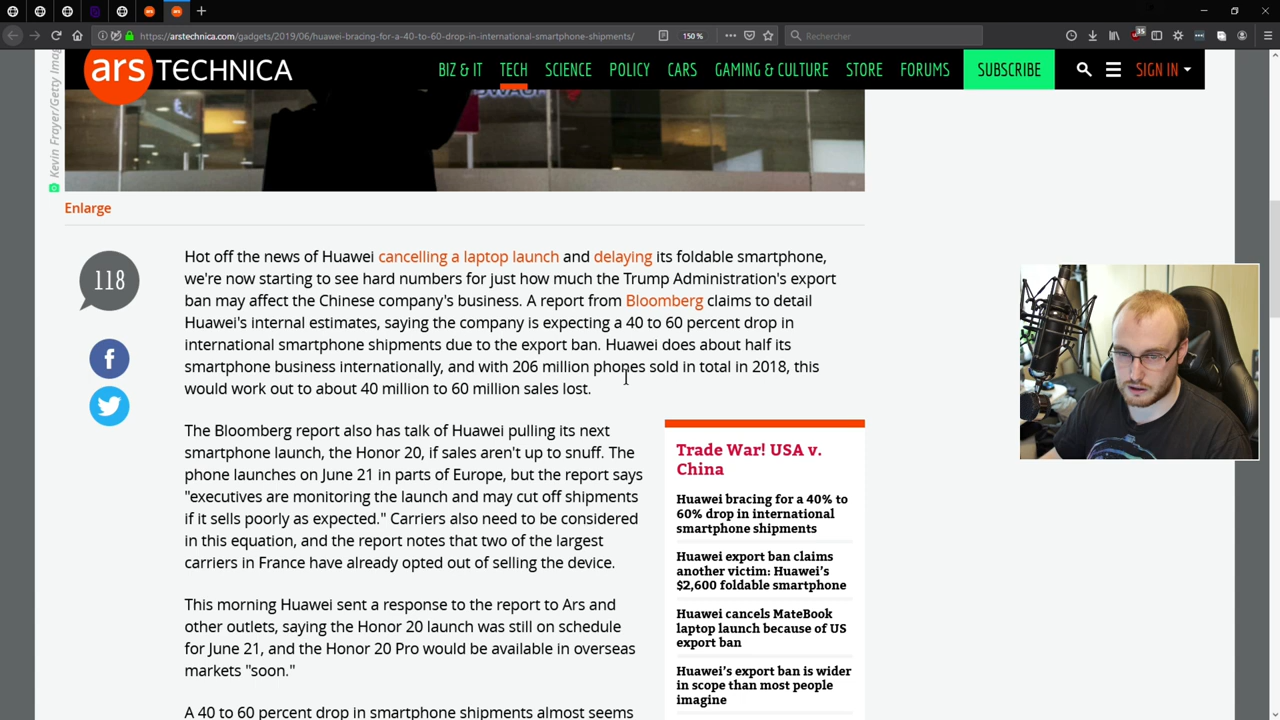 https://arstechnica.com/gadgets/2019/06/huawei-bracing-for-a-40-to-60-drop-in-international-smartphone-shipments/
150 %
Rechercher
35
ars TECHNICA
BIZ & IT
TECH
SCIENCE
POLICY
CARS
GAMING & CULTURE
STORE
FORUMS
SUBSCRIBE
SIGN IN
Kevin Frayer/Getty Imag
Enlarge
118
Hot off the news of Huawei cancelling a laptop launch and delaying its foldable smartphone,
we're now starting to see hard numbers for just how much the Trump Administration's export
ban may affect the Chinese company's business. A report from Bloomberg claims to detail
Huawei's internal estimates, saying the company is expecting a 40 to 60 percent drop in
international smartphone shipments due to the export ban. Huawei does about half its
smartphone business internationally, and with 206 million phones sold in total in 2018, this
would work out to about 40 million to 60 million sales lost.
The Bloomberg report also has talk of Huawei pulling its next
smartphone launch, the Honor 20, if sales aren't up to snuff. The
phone launches on June 21 in parts of Europe, but the report says
"executives are monitoring the launch and may cut off shipments
if it sells poorly as expected." Carriers also need to be considered
in this equation, and the report notes that two of the largest
carriers in France have already opted out of selling the device.
This morning Huawei sent a response to the report to Ars and
other outlets, saying the Honor 20 launch was still on schedule
for June 21, and the Honor 20 Pro would be available in overseas
markets "soon."
A 40 to 60 percent drop in smartphone shipments almost seems
Trade War! USA v.
China
Huawei bracing for a 40% to
60% drop in international
smartphone shipments
Huawei export ban claims
another victim: Huawei's
$2,600 foldable smartphone
Huawei cancels MateBook
laptop launch because of US
export ban
Huawei's export ban is wider
in scope than most people
imagine